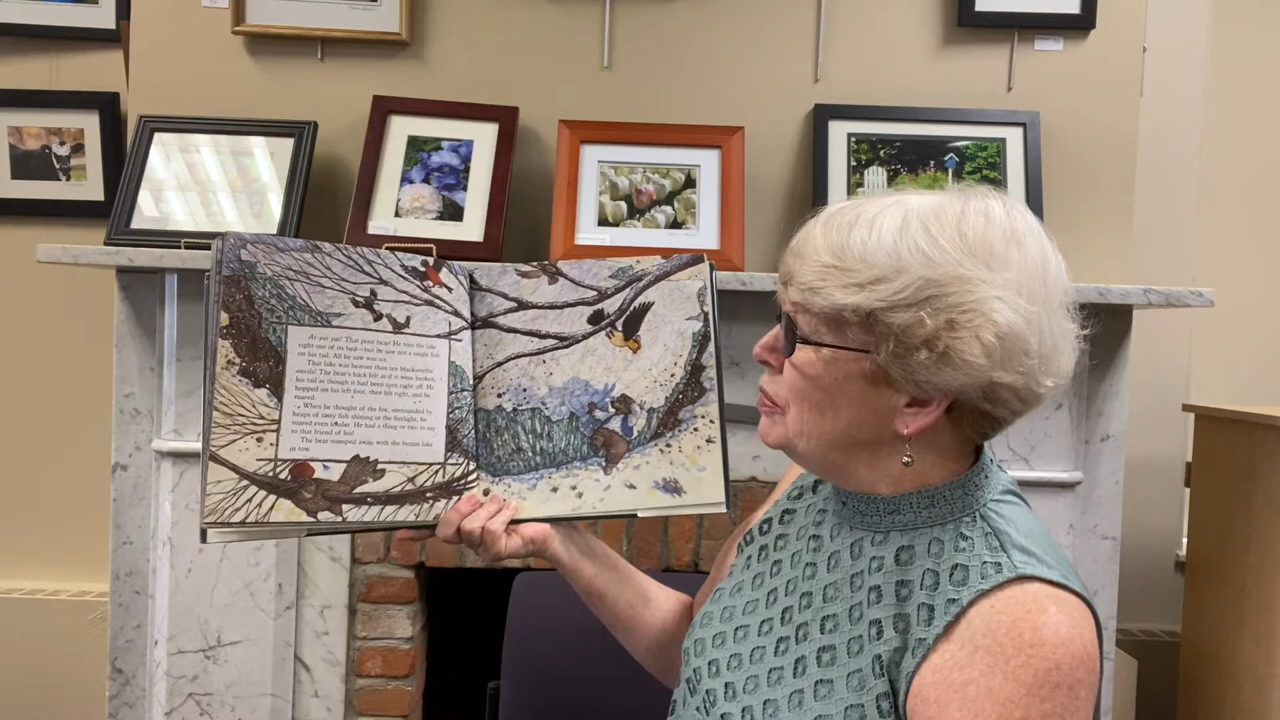 At yat yat! That poor bear! He tore the lake
right out of its bed—but he saw not a single fish
on his tail. All he saw was ice.
That lake was heavier than ten blacksmiths'
anvils! The bear's back felt as if it were broken,
his tail as though it had been torn right off. He
hopped on his left foot, then his right, and he
roared.
When he thought of the fox, surrounded by
heaps of tasty fish shining in the firelight, he
roared even louder. He had a thing or two to say
to that friend of his!
The bear stomped away, with the frozen lake
in tow.